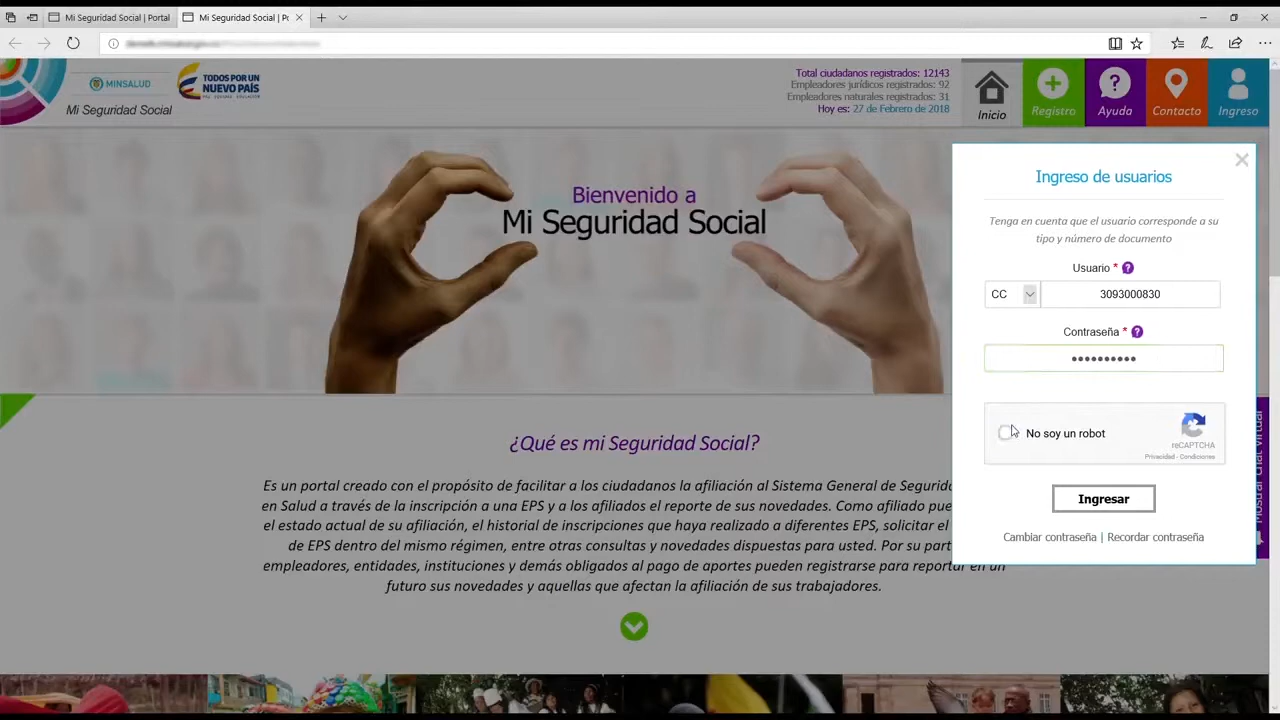 Mi Seguridad Social | Portal
Mi Seguridad Social | Po
MINSALUD
TODOS POR UN
NUEVO PAÍS
Mi Seguridad Social
Total ciudadanos registrados: 12143
Empleadores jurídicos registrados: 92
Empleadores naturales registrados: 31
Hoy es: 27 de Febrero de 2018
Inicio
Registro
Ayuda
Contacto
Ingreso
Bienvenido a
Mi Seguridad Social
Ingreso de usuarios
Tenga en cuenta que el usuario corresponde a su
tipo y número de documento
Usuario * ?
CC
3093000830
Contraseña * ?
No soy un robot
reCAPTCHA
Privacidad - Condiciones
Ingresar
Cambiar contraseña | Recordar contraseña
Mostrar chat virtual
¿Qué es mi Seguridad Social?
Es un portal creado con el propósito de facilitar a los ciudadanos la afiliación al Sistema General de Segurida
en Salud a través de la inscripción a una EPS y a los afiliados el reporte de sus novedades. Como afiliado pue
el estado actual de su afiliación, el historial de inscripciones que haya realizado a diferentes EPS, solicitar el
de EPS dentro del mismo régimen, entre otras consultas y novedades dispuestas para usted. Por su part
empleadores, entidades, instituciones y demás obligados al pago de aportes pueden registrarse para reportar en un
futuro sus novedades y aquellas que afectan la afiliación de sus trabajadores.